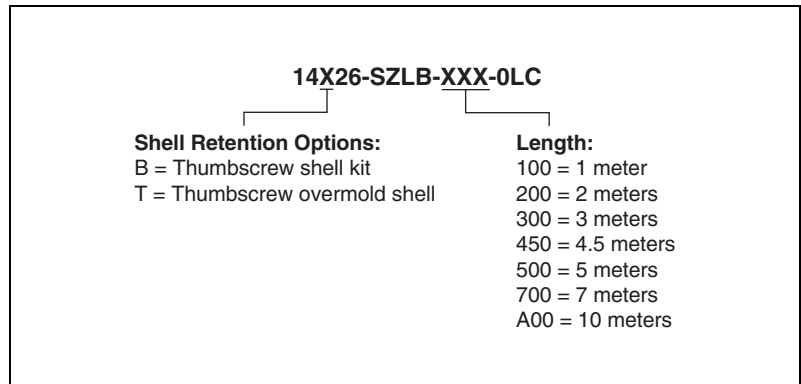 14X26-SZLB-XXX-0LC
Shell Retention Options:
B = Thumbscrew shell kit
T = Thumbscrew overmold shell
Length:
100 = 1 meter
200 = 2 meters
300 = 3 meters
450 = 4.5 meters
500 = 5 meters
700 = 7 meters
A00 = 10 meters